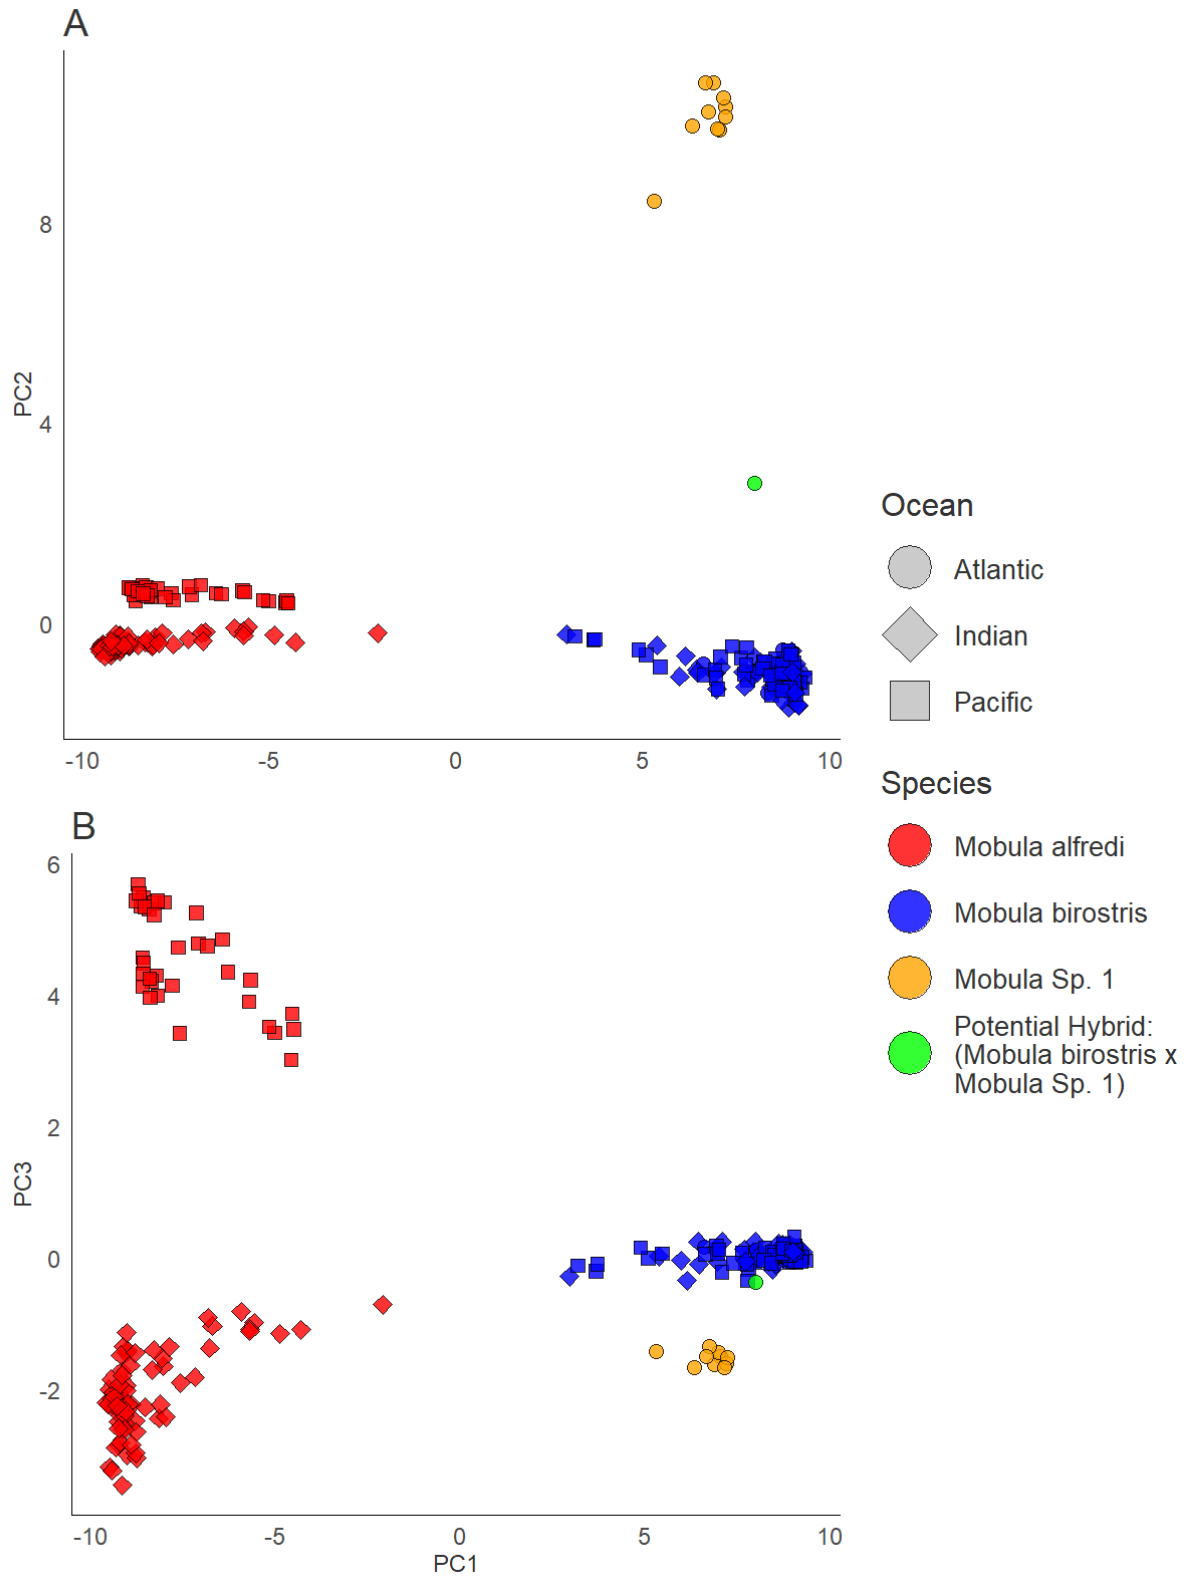 A
8
4
0
PC2
-10 -5 0 5 10
Ocean
Atlantic
Indian
Pacific
Species
Mobula alfredi
Mobula birostris
Mobula Sp. 1
Potential Hybrid:
(Mobula birostris x
Mobula Sp. 1)
B
6
4
2
0
-2
PC3
-10 -5 0 5 10
PC1